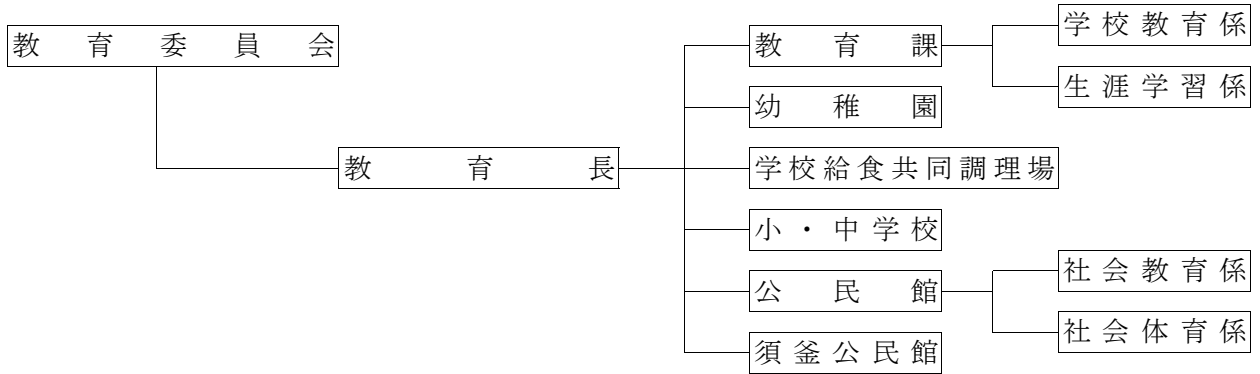 教育委員会
教育長
教育課
学校教育係
生涯学習係
幼稚園
学校給食共同調理場
小・中学校
公民館
社会教育係
社会体育係
須釜公民館